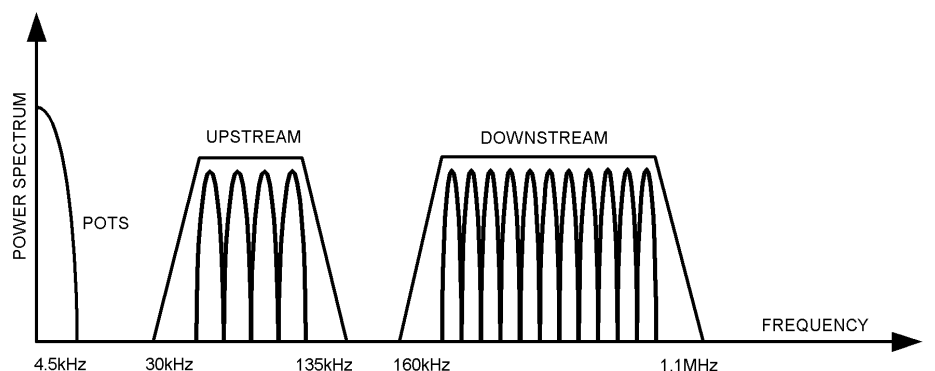 POWER SPECTRUM
POTS
UPSTREAM
DOWNSTREAM
FREQUENCY
4.5kHz
30kHz
135kHz
160kHz
1.1MHz